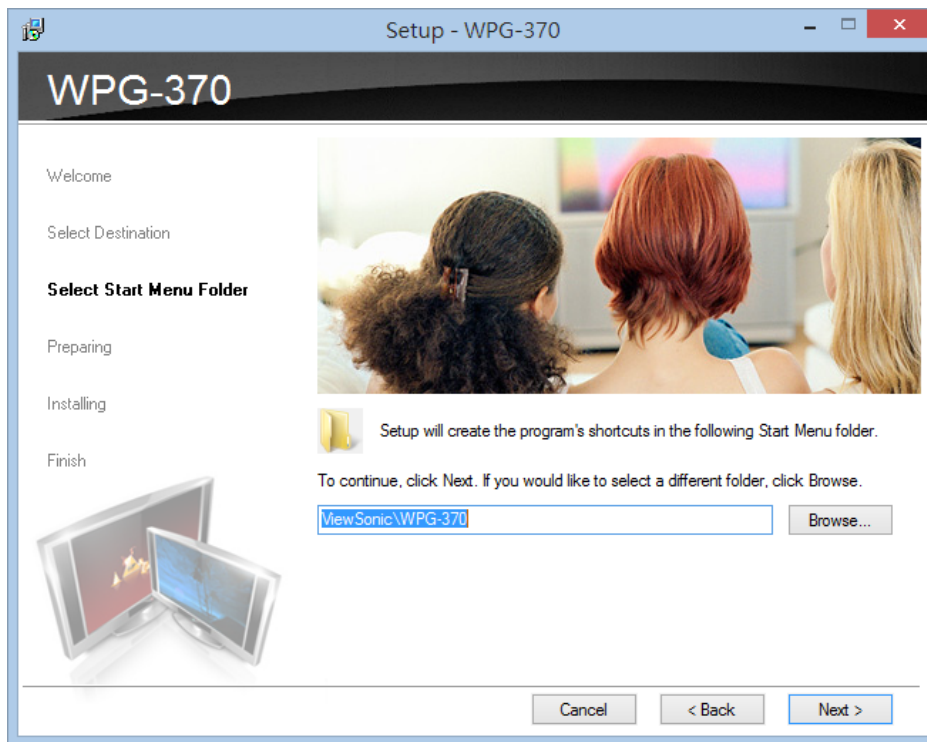 Setup - WPG-370
WPG-370
Welcome
Select Destination
Select Start Menu Folder
Preparing
Installing
Finish
Setup will create the program's shortcuts in the following Start Menu folder.
To continue, click Next. If you would like to select a different folder, click Browse.
ViewSonic\WPG-370
Browse...
Cancel
< Back
Next >